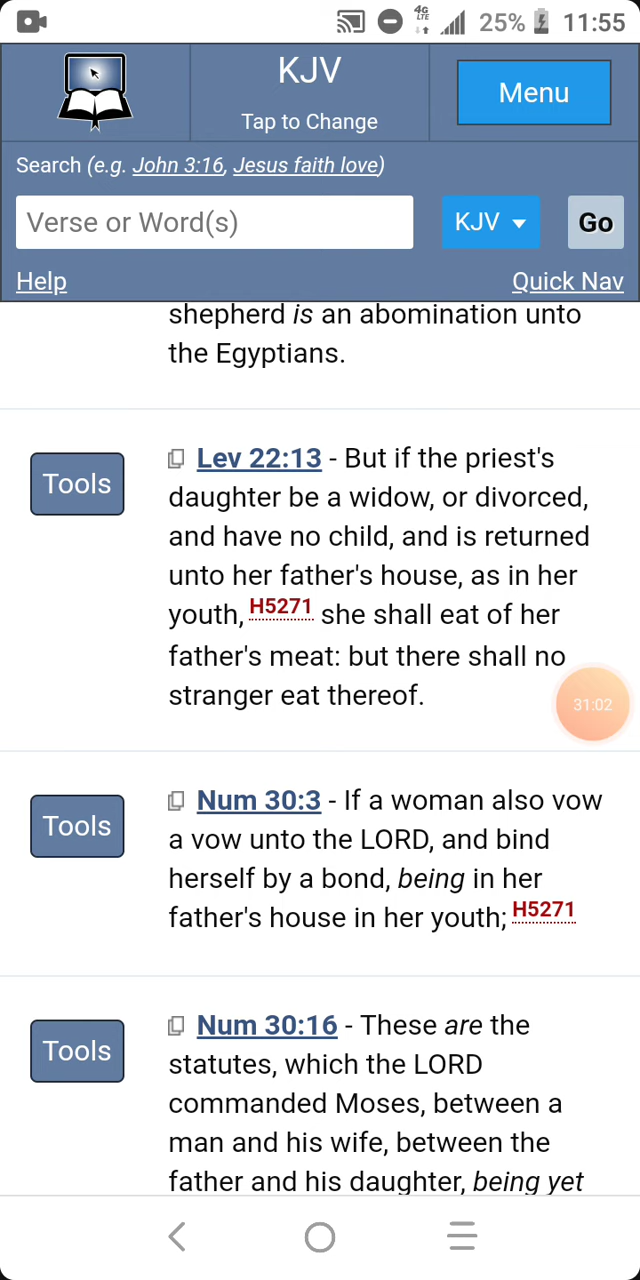 4G
LTE
25%
11:55
KJV
Menu
Tap to Change
Search (e.g. John 3:16, Jesus faith love)
Verse or Word(s)
KJV
Go
Help
Quick Nav
shepherd is an abomination unto
the Egyptians.
Tools
Lev 22:13 - But if the priest's
daughter be a widow, or divorced,
and have no child, and is returned
unto her father's house, as in her
youth, H5271 she shall eat of her
father's meat: but there shall no
stranger eat thereof.
31:02
Tools
Num 30:3 - If a woman also vow
a vow unto the LORD, and bind
herself by a bond, being in her
father's house in her youth; H5271
Tools
Num 30:16 - These are the
statutes, which the LORD
commanded Moses, between a
man and his wife, between the
father and his daughter, being yet